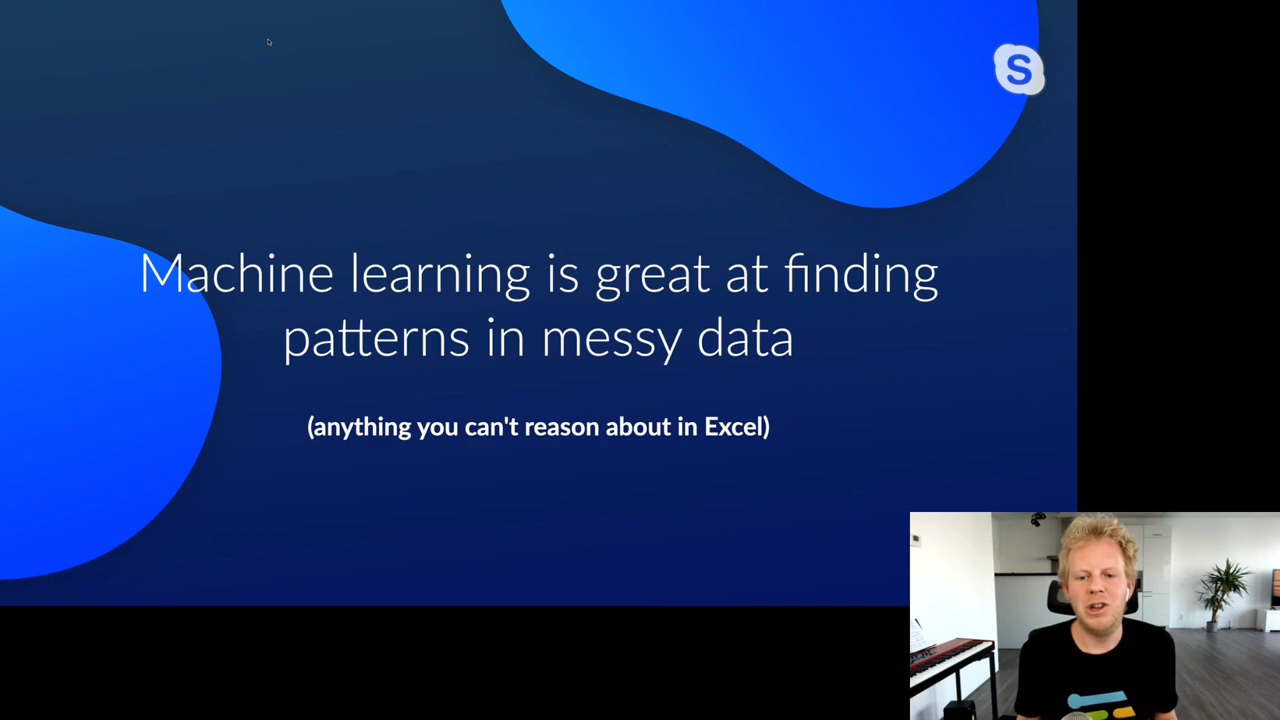 S
Machine learning is great at finding
patterns in messy data
(anything you can't reason about in Excel)